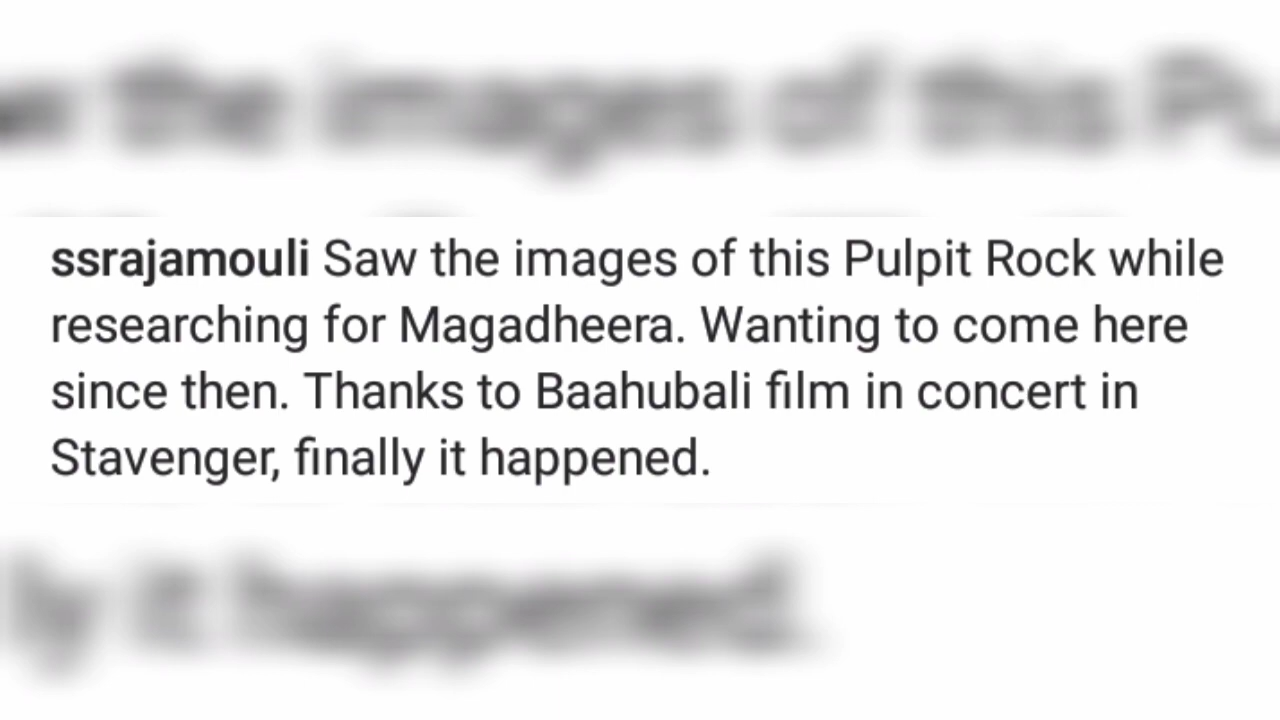 ssrajamouli Saw the images of this Pulpit Rock while
researching for Magadheera. Wanting to come here
since then. Thanks to Baahubali film in concert in
Stavenger, finally it happened.